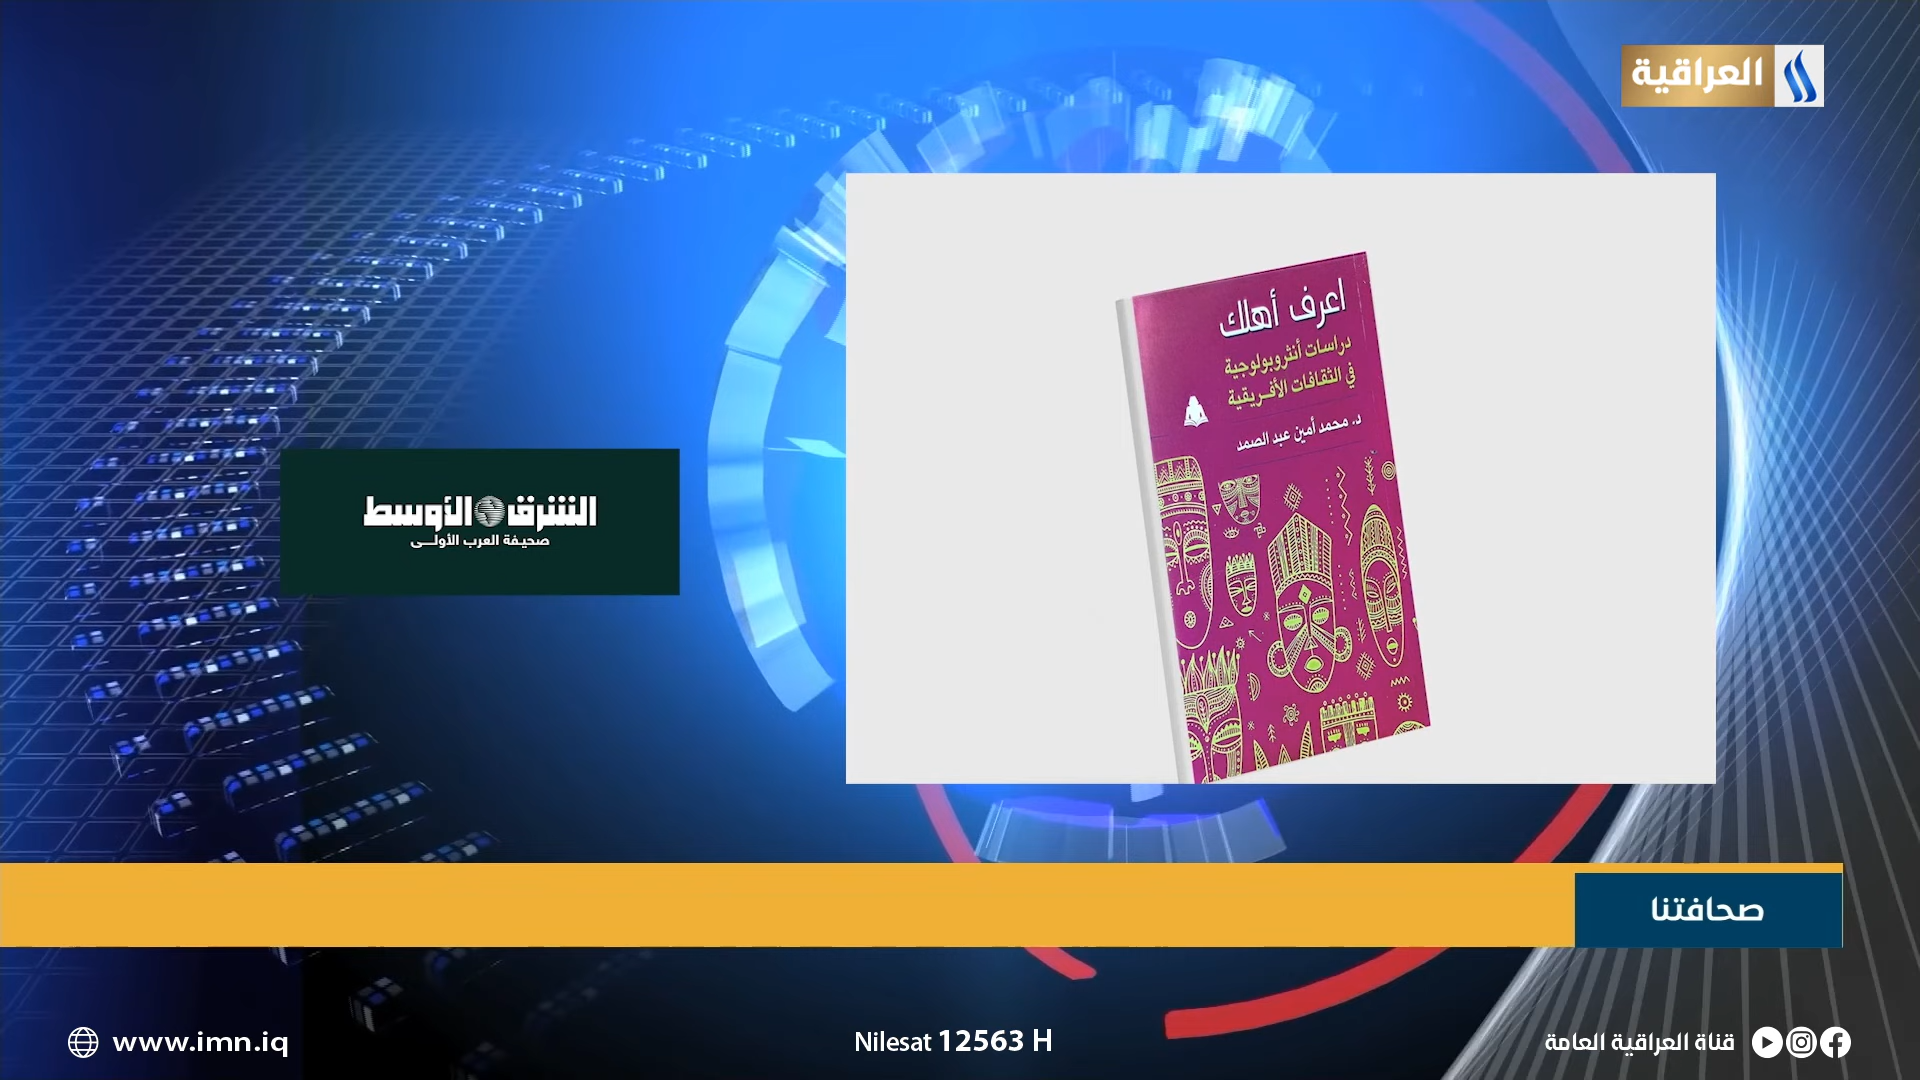 العراقية
اعرف أهلك
دراسات أنثروبولوجية
في الثقافات الأفريقية
د. محمد أمين عبد الصمد
الشرق الأوسط
صحيفة العرب الأولى
صحافتنا
www.imn.iq
Nilesat 12563 H
قناة العراقية العامة